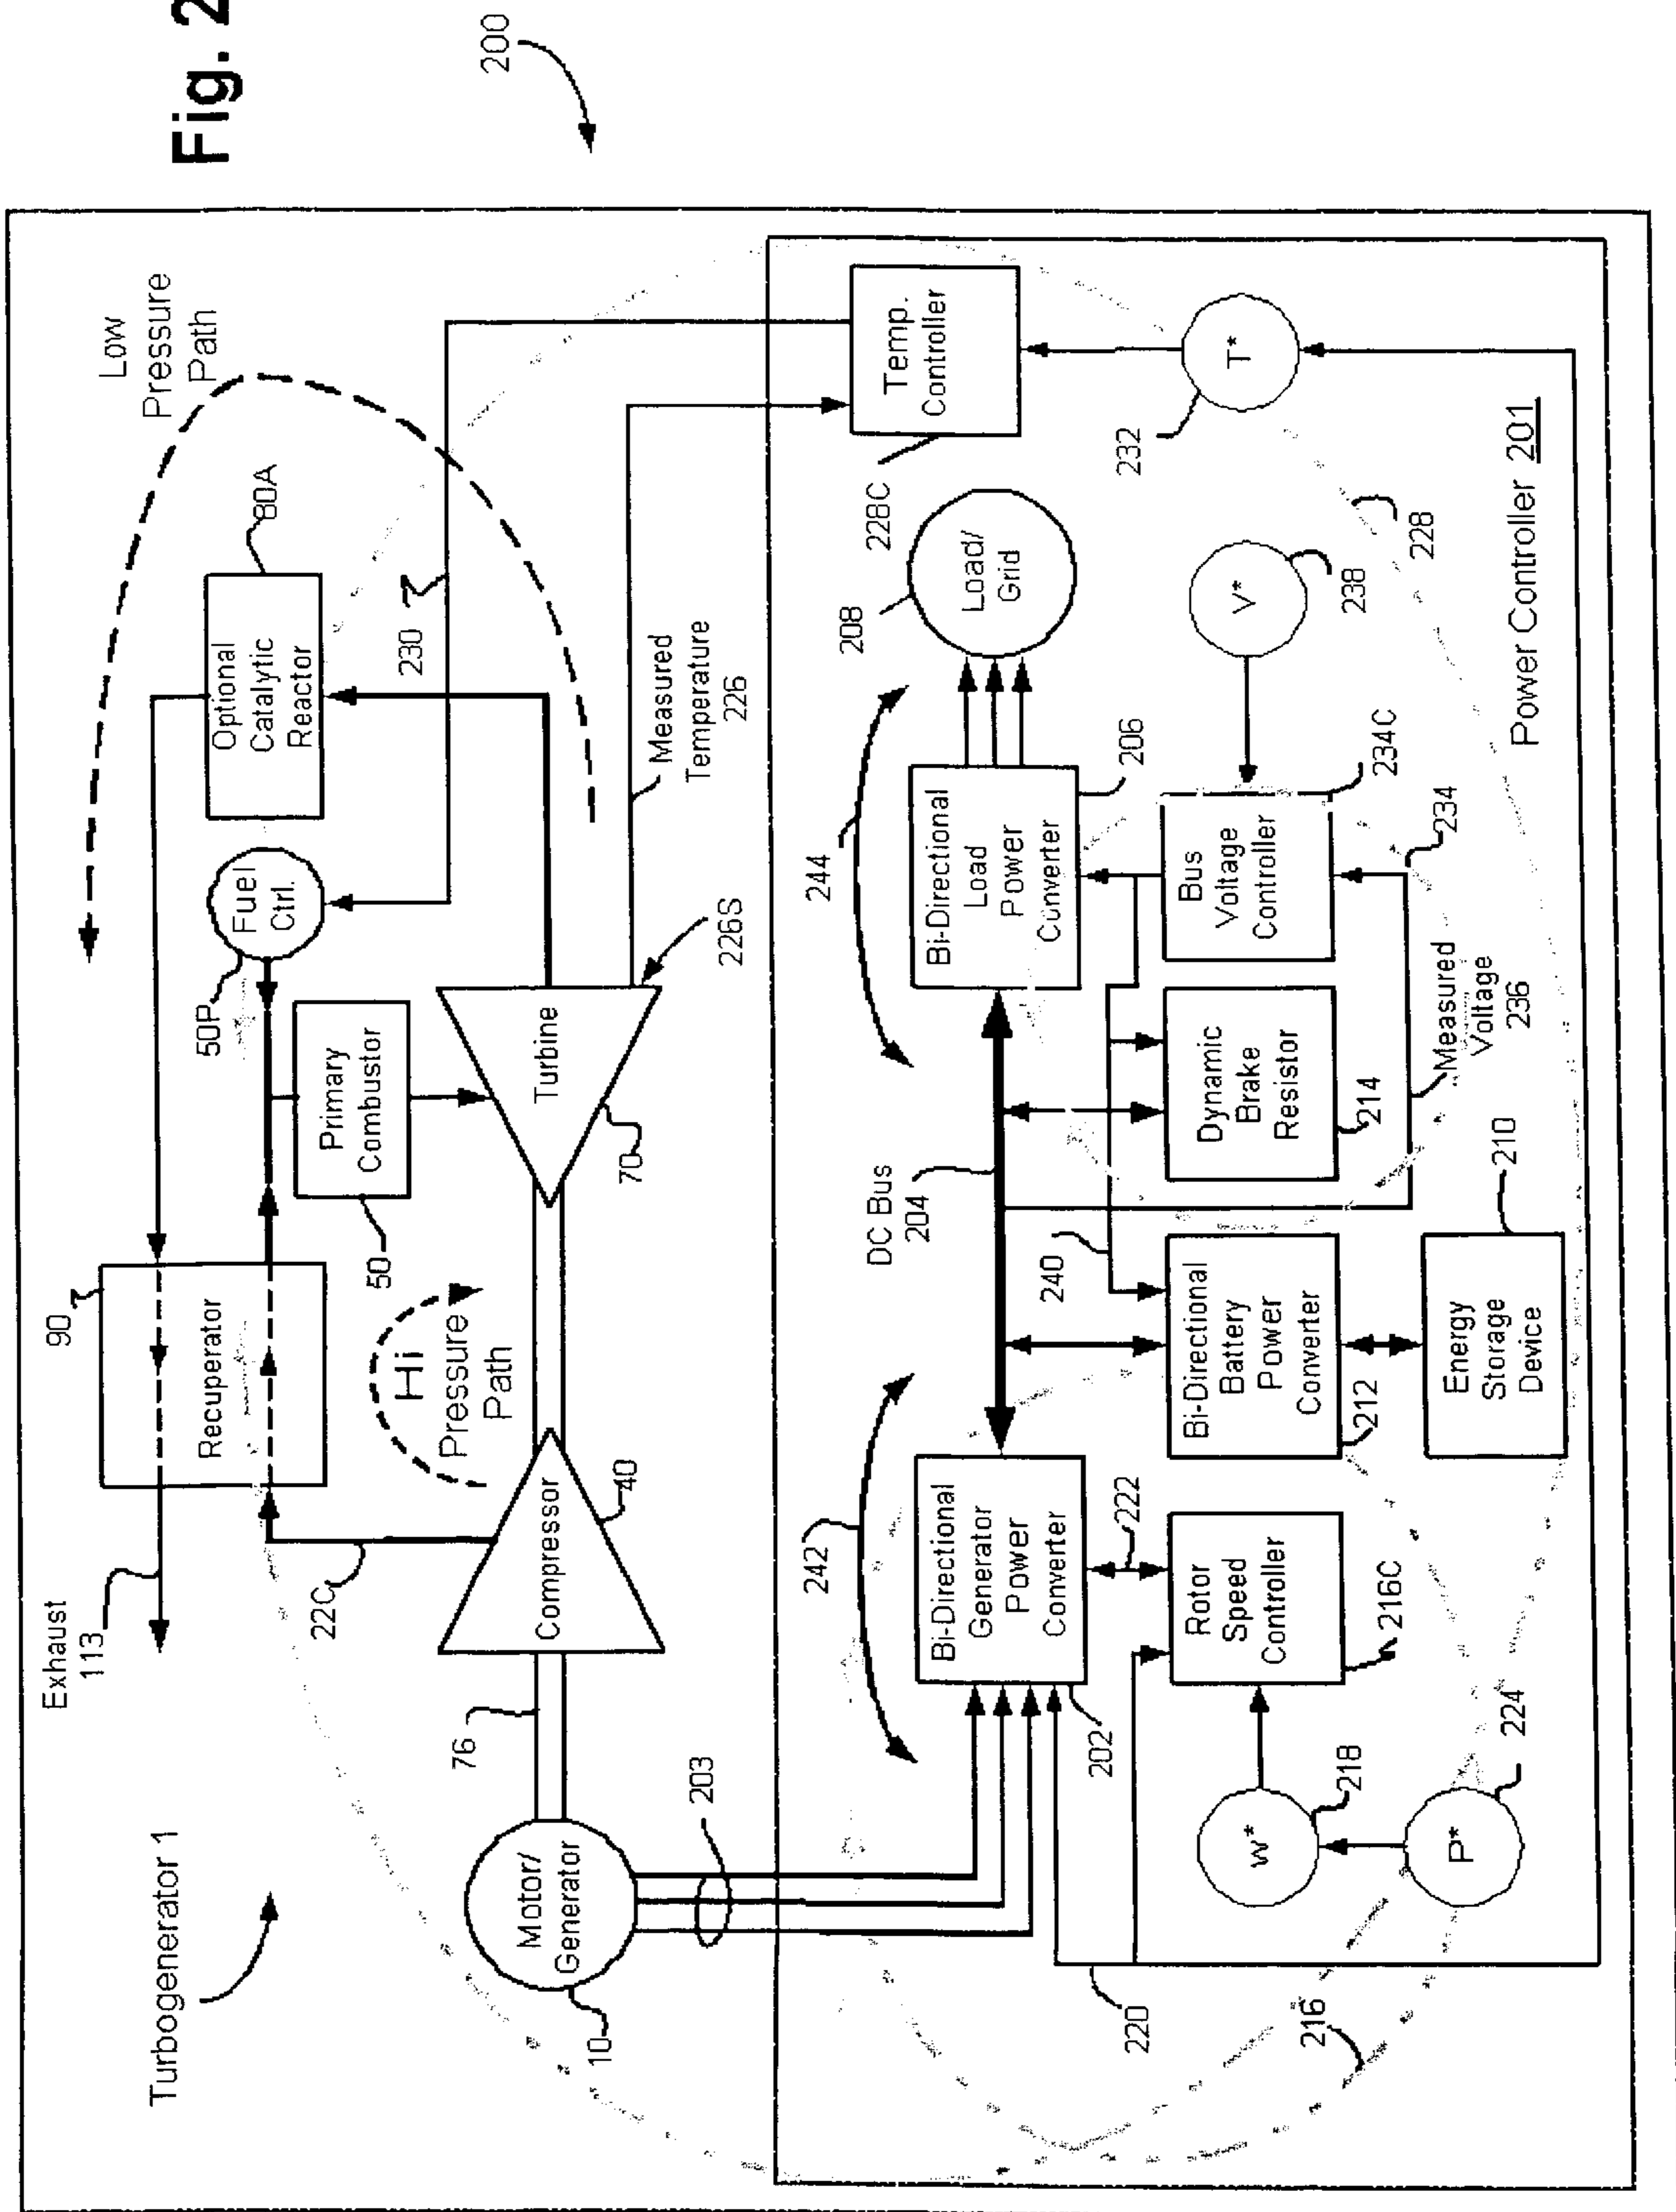 Fig. 2
200
Turbogenerator 1
Exhaust
113
90
Recuperator
Low
Pressure
Path
Optional
Catalytic
Reactor
80A
Fuel
Ctrl.
50P
Primary
Combustor
50
22C
Hi
Pressure
Path
230
Motor/
Generator
10
76
Compressor
40
Turbine
70
226S
Measured
Temperature
226
203
242
DC Bus
204
244
208
228C
Temp.
Controller
Bi-Directional
Generator
Power
Converter
202
222
240
Bi-Directional
Load
Power
Converter
206
Load/
Grid
232
T*
Rotor
Speed
Controller
216C
Bi-Directional
Battery
Power
Converter
212
Dynamic
Brake
Resistor
214
Bus
Voltage
Controller
234C
V*
238
228
w*
218
P*
224
220
216
Energy
Storage
Device
210
Measured
Voltage
236
234
Power Controller 201